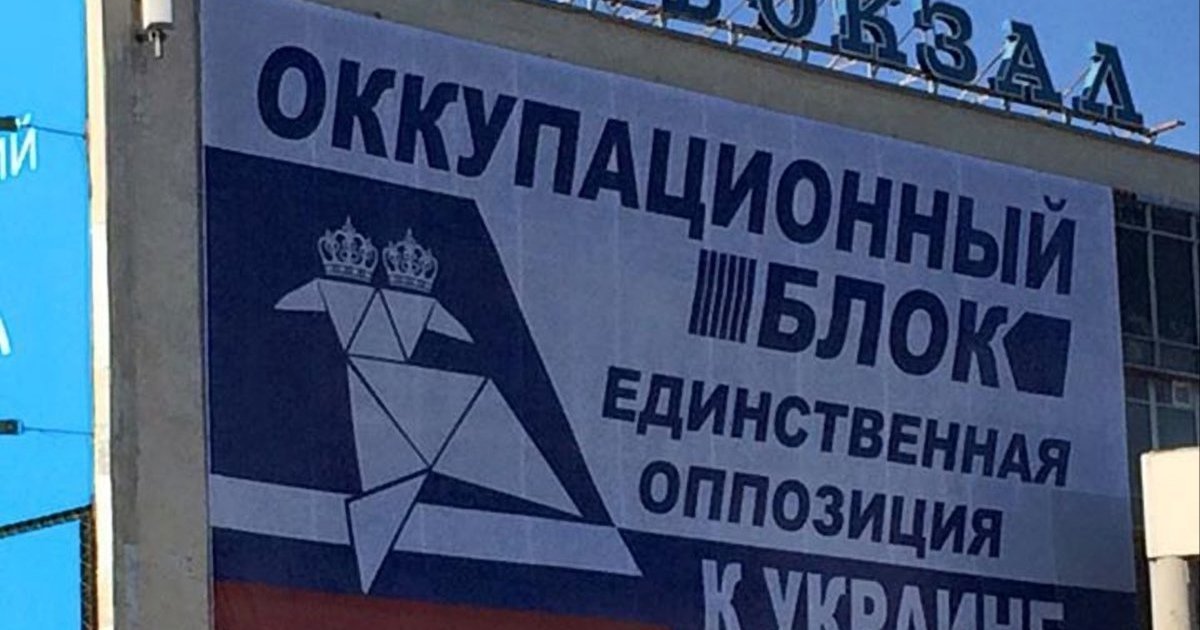 ВОКЗАЛ
ОККУПАЦИОННЫЙ
БЛОК
ЕДИНСТВЕННАЯ
ОППОЗИЦИЯ
К УКРАИНЕ